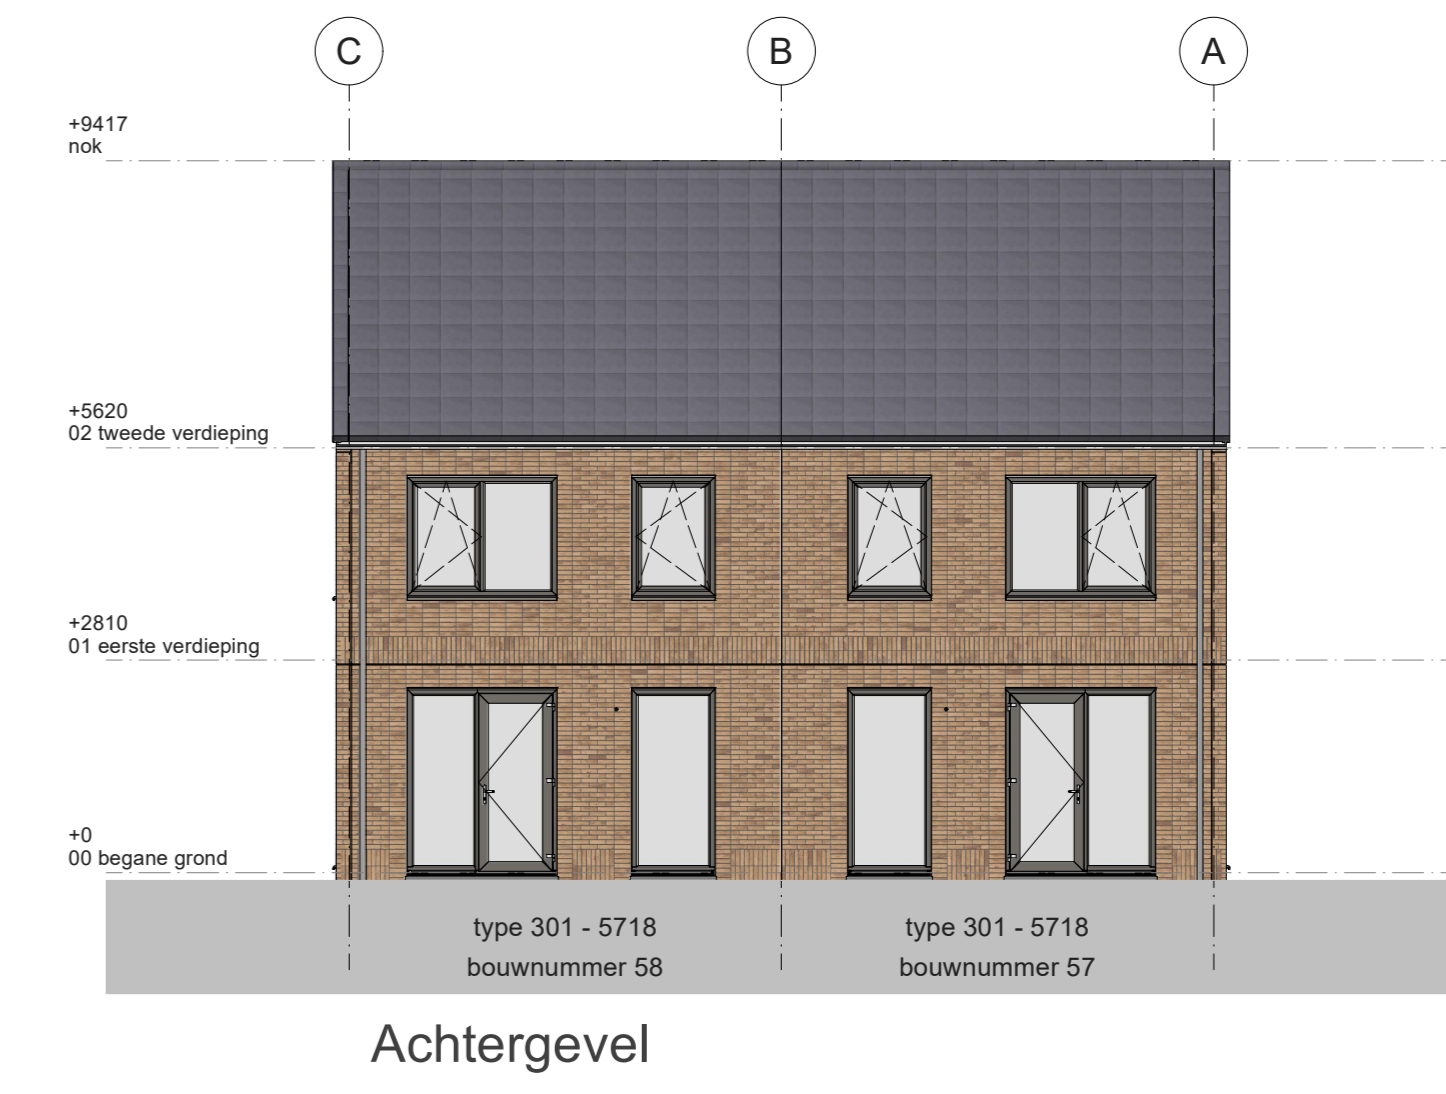 C
B
A
+9417
nok
+5620
02 tweede verdieping
+2810
01 eerste verdieping
+0
00 begane grond
type 301 - 5718
bouwnummer 58
type 301 - 5718
bouwnummer 57
Achtergevel